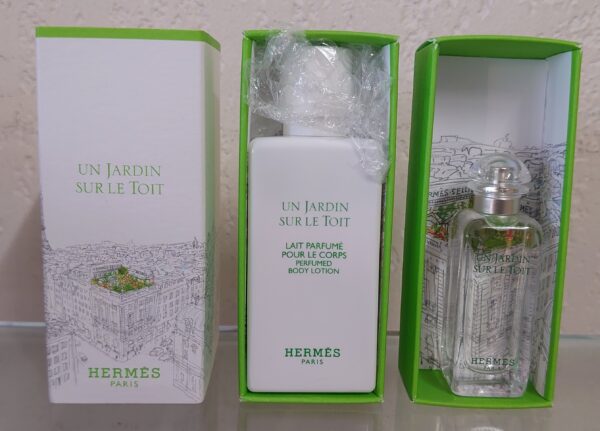 UN JARDIN
SUR LE TOIT
HERMÈS
PARIS
UN JARDIN
SUR LE TOIT
LAIT PARFUMÉ
POUR LE CORPS
PERFUMED
BODY LOTION
HERMÈS
PARIS
UN JARDIN
SUR LE TOIT
HERMÈS
PARIS